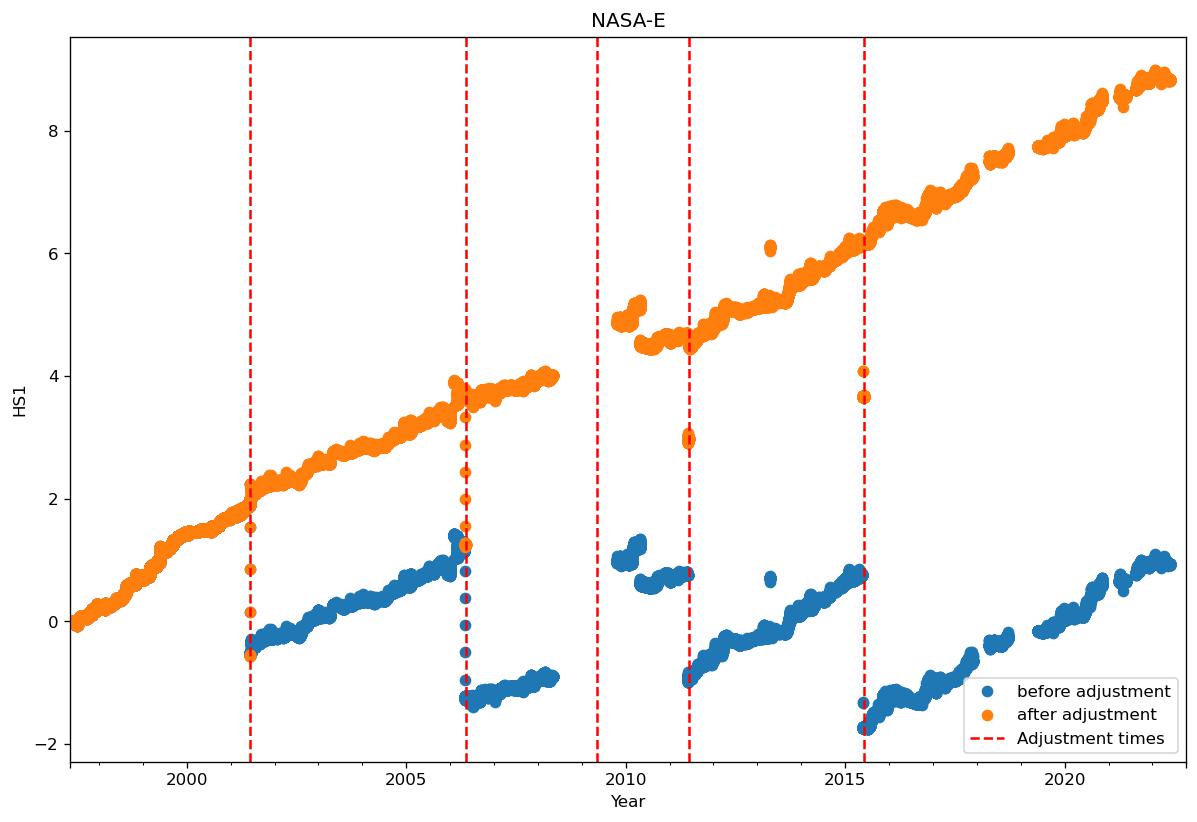 NASA-E
HS1
8
6
4
2
0
−2
2000
2005
2010
2015
2020
Year
before adjustment
after adjustment
Adjustment times